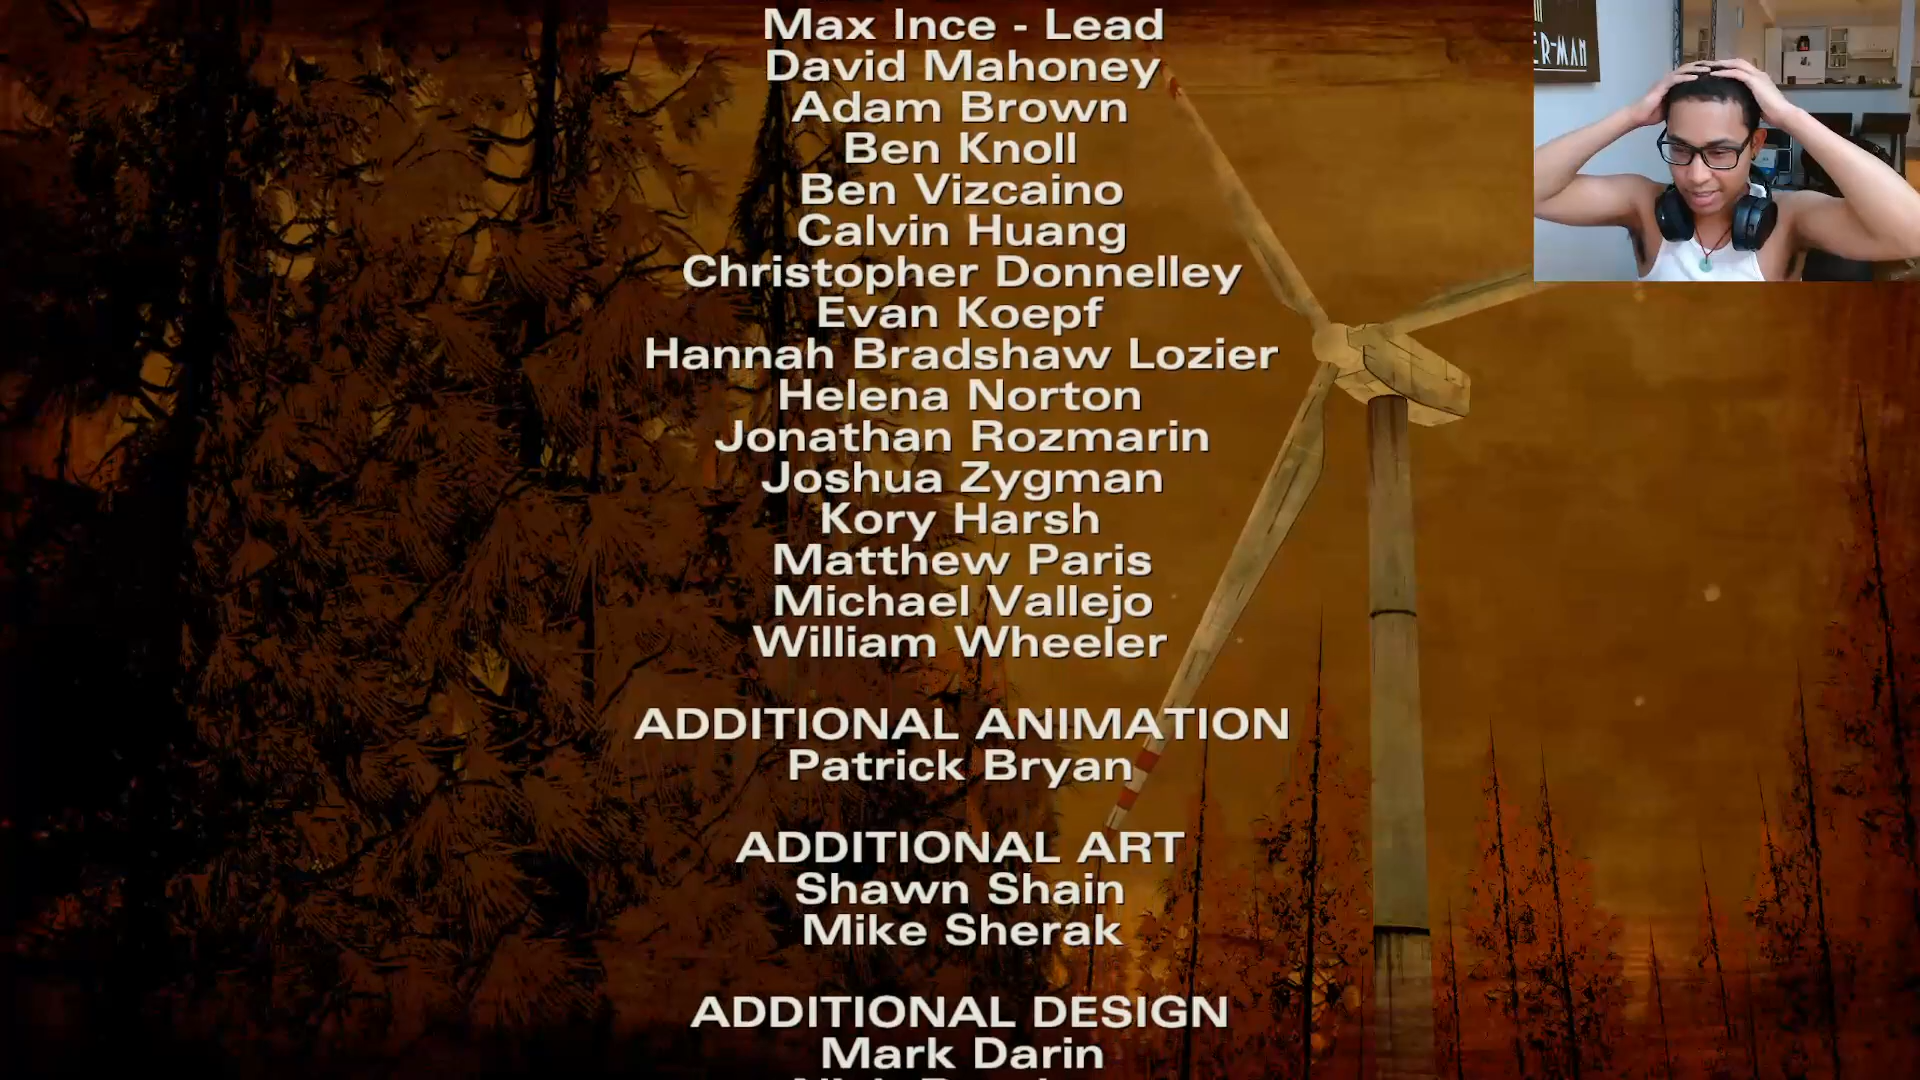 Max Ince - Lead
David Mahoney
Adam Brown
Ben Knoll
Ben Vizcaino
Calvin Huang
Christopher Donnelley
Evan Koepf
Hannah Bradshaw Lozier
Helena Norton
Jonathan Rozmarin
Joshua Zygman
Kory Harsh
Matthew Paris
Michael Vallejo
William Wheeler
ADDITIONAL ANIMATION
Patrick Bryan
ADDITIONAL ART
Shawn Shain
Mike Sherak
ADDITIONAL DESIGN
Mark Darin
ER-MAN